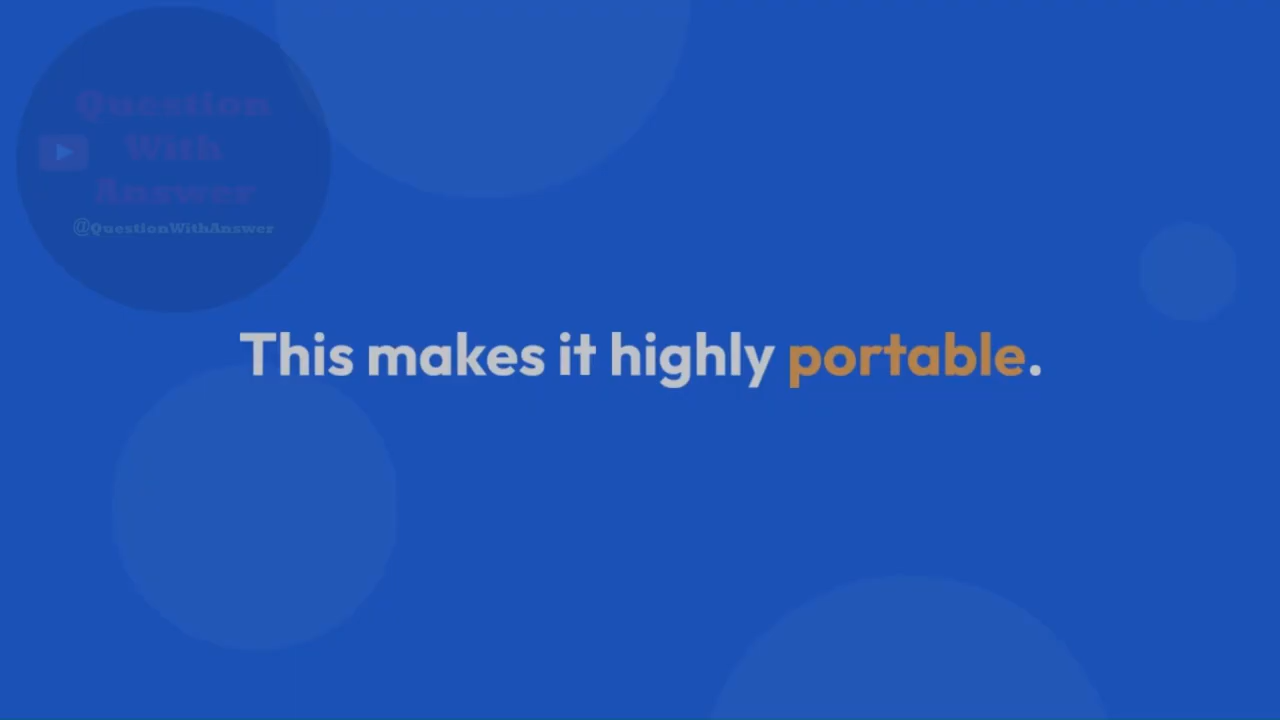 Question
With
Answer
@QuestionWithAnswer
This makes it highly portable.